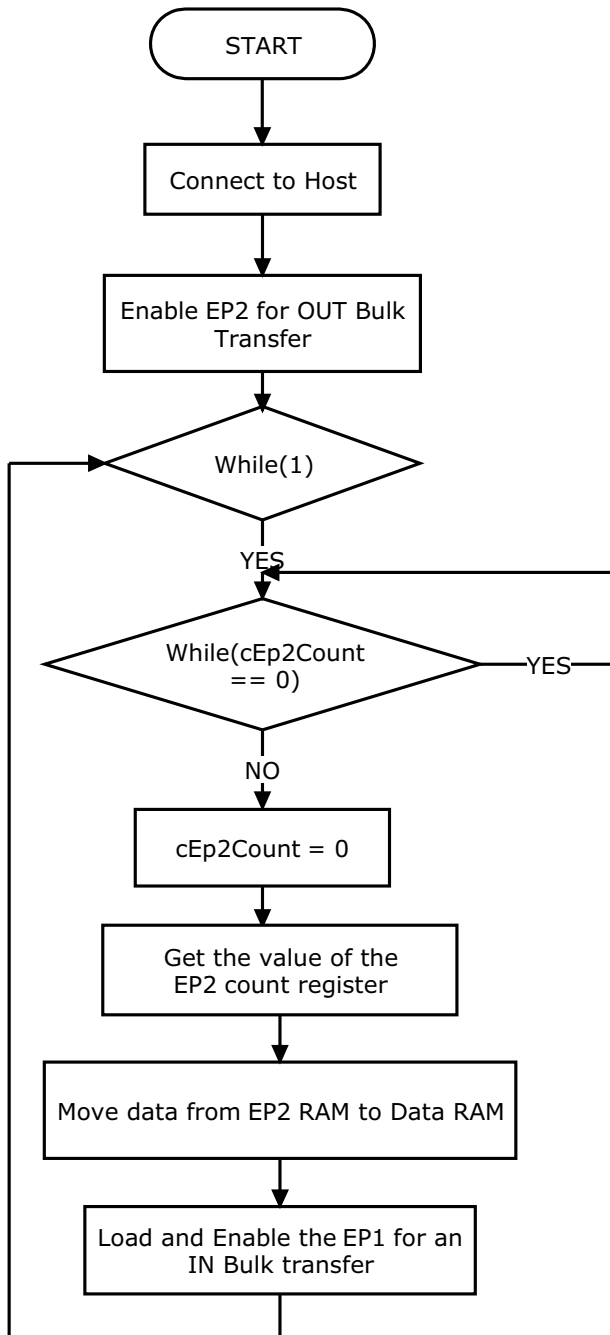 START
Connect to Host
Enable EP2 for OUT Bulk
Transfer
While(1)
YES
While(cEp2Count
== 0)
YES
NO
cEp2Count = 0
Get the value of the
EP2 count register
Move data from EP2 RAM to Data RAM
Load and Enable the EP1 for an
IN Bulk transfer